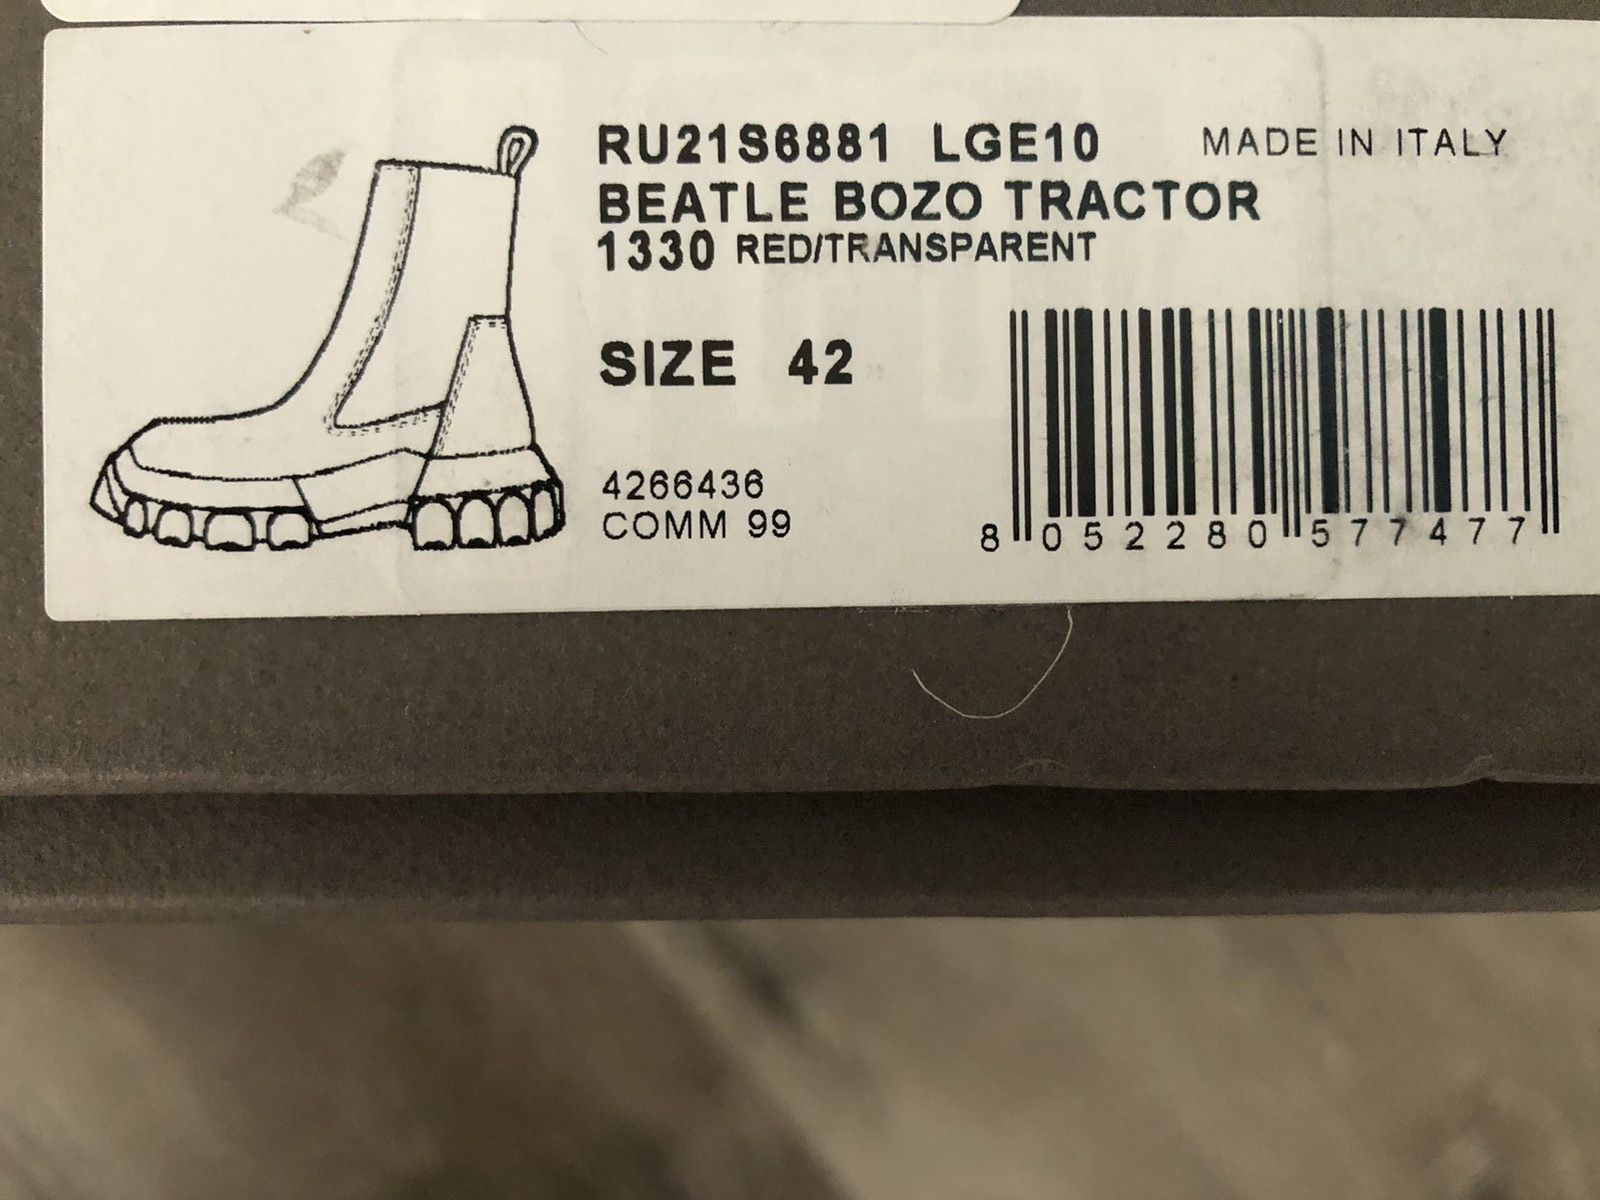 RU21S6881 LGE10 MADE IN ITALY
BEATLE BOZO TRACTOR
1330 RED/TRANSPARENT
SIZE 42
4266436
COMM 99
8 052280 577477